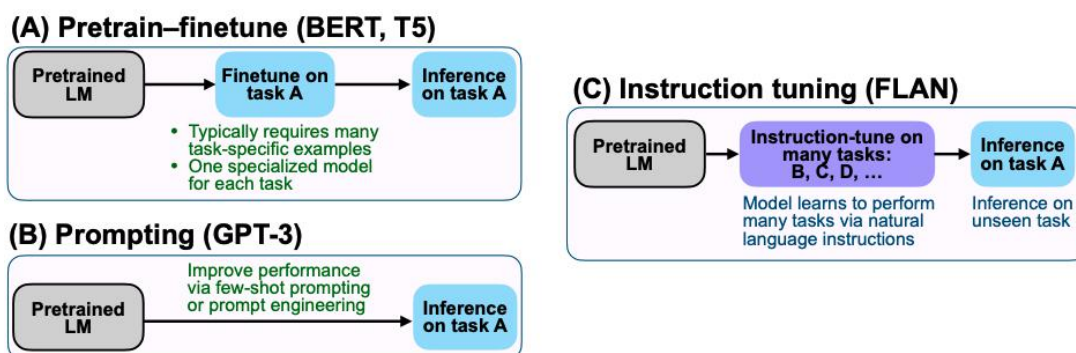 (A) Pretrain–finetune (BERT, T5)
Pretrained
LM
Finetune on
task A
Inference
on task A
• Typically requires many
task-specific examples
• One specialized model
for each task
(B) Prompting (GPT-3)
Pretrained
LM
Improve performance
via few-shot prompting
or prompt engineering
Inference
on task A
(C) Instruction tuning (FLAN)
Pretrained
LM
Instruction-tune on
many tasks:
B, C, D, …
Inference
on task A
Model learns to perform
many tasks via natural
language instructions
Inference on
unseen task